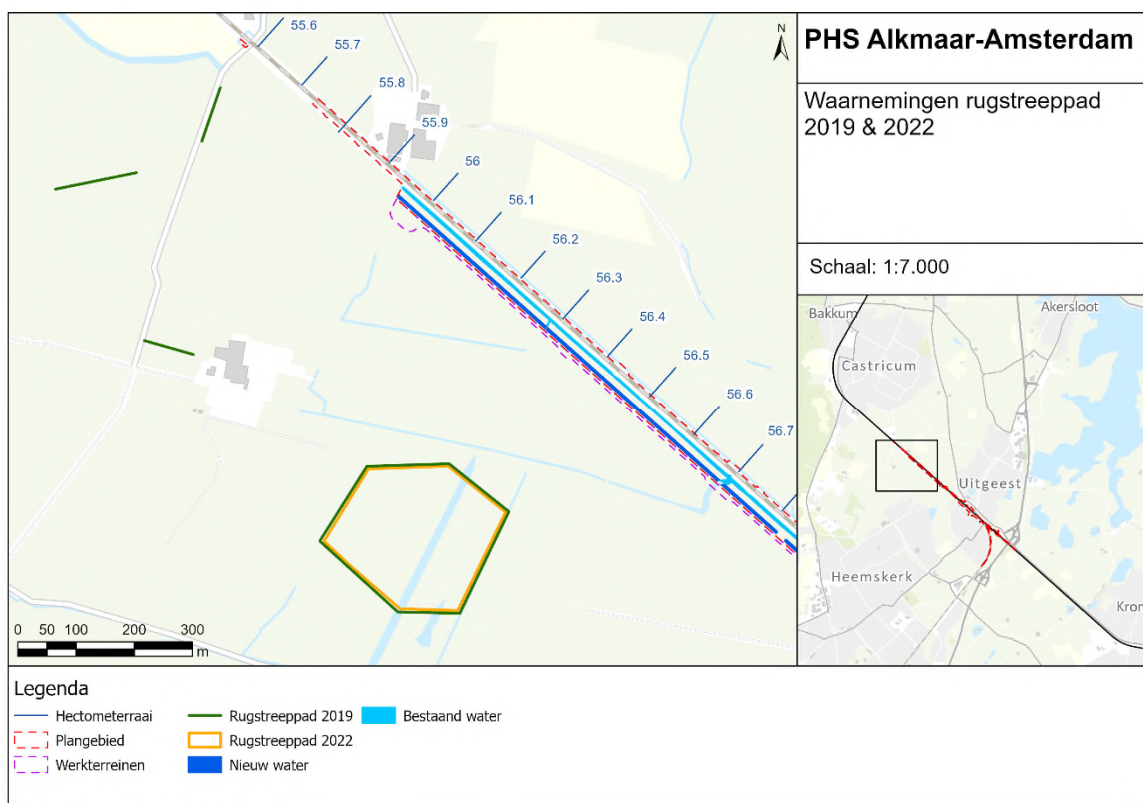 55.6
55.7
55.8
55.9
56
56.1
56.2
56.3
56.4
56.5
56.6
56.7
N
0 50 100 200 300
m
PHS Alkmaar-Amsterdam
Waarnemingen rugstreeppad
2019 & 2022
Schaal: 1:7.000
Bakkum
Akersloot
Castricum
Uitgeest
Heemskerk
Krom
Legenda
Hectometerraai
Plangebied
Werkterreinen
Rugstreeppad 2019
Rugstreeppad 2022
Nieuw water
Bestaand water